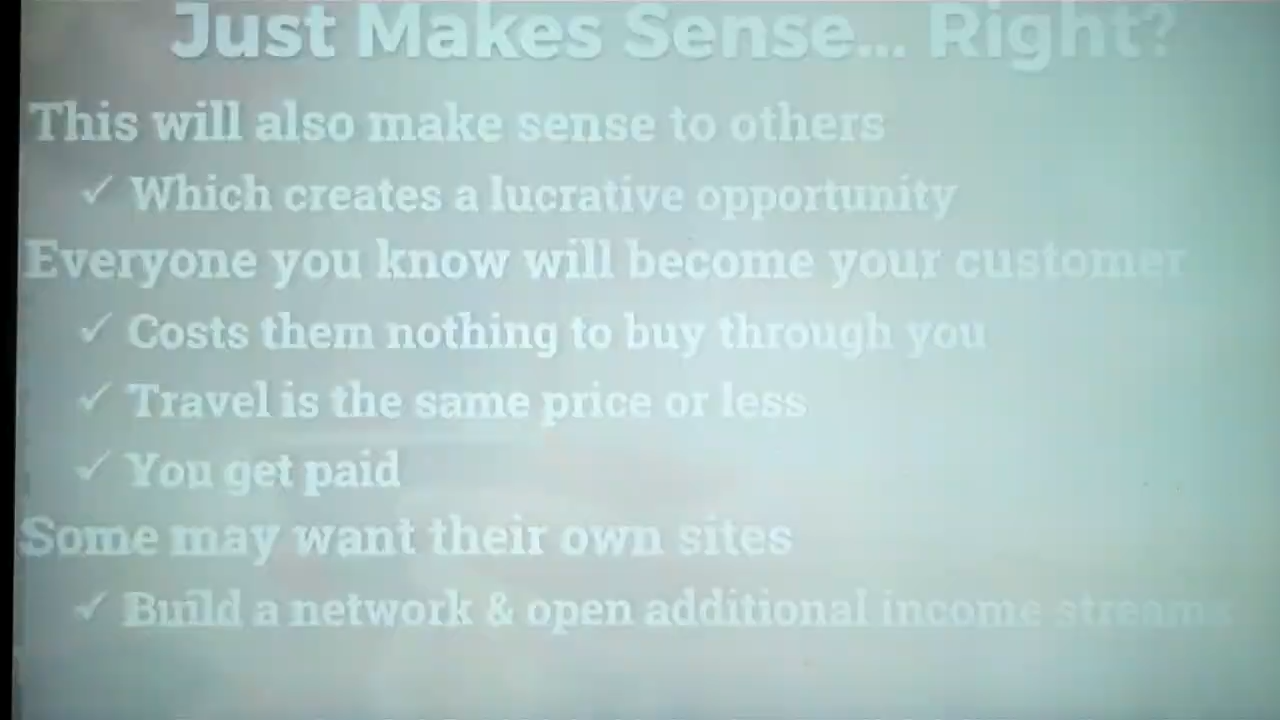 Just Makes Sense... Right?
This will also make sense to others
✓ Which creates a lucrative opportunity
Everyone you know will become your customer
✓ Costs them nothing to buy through you
✓ Travel is the same price or less
✓ You get paid
Some may want their own sites
✓ Build a network & open additional income streams